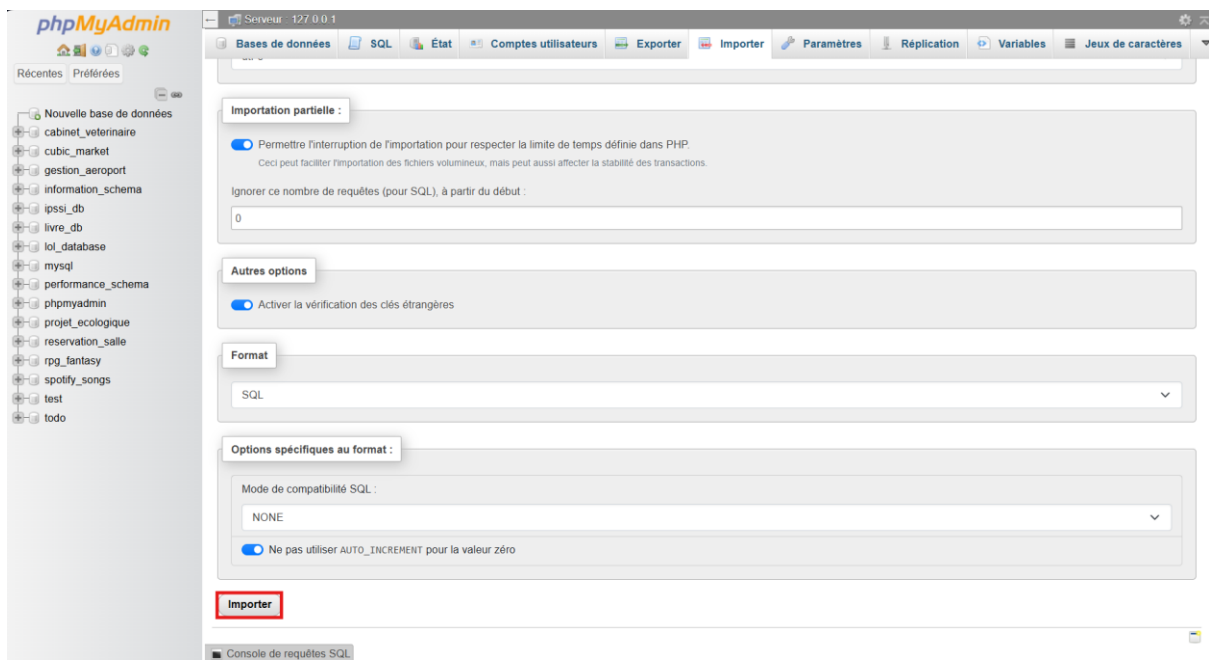 phpMyAdmin
Récentes Préférées
Nouvelle base de données
cabinet_veterinaire
cubic_market
gestion_aeroport
information_schema
ipssi_db
livre_db
lol_database
mysql
performance_schema
phpmyadmin
projet_ecologique
reservation_salle
rpg_fantasy
spotify_songs
test
todo
Serveur : 127.0.0.1
Bases de données SQL État Comptes utilisateurs Exporter Importer Paramètres Réplication Variables Jeux de caractères
Importation partielle :
Permettre l'interruption de l'importation pour respecter la limite de temps définie dans PHP.
Ceci peut faciliter l'importation des fichiers volumineux, mais peut aussi affecter la stabilité des transactions.
Ignorer ce nombre de requêtes (pour SQL), à partir du début :
0
Autres options
Activer la vérification des clés étrangères
Format
SQL
Options spécifiques au format :
Mode de compatibilité SQL :
NONE
Ne pas utiliser AUTO_INCREMENT pour la valeur zéro
Importer
Console de requêtes SQL